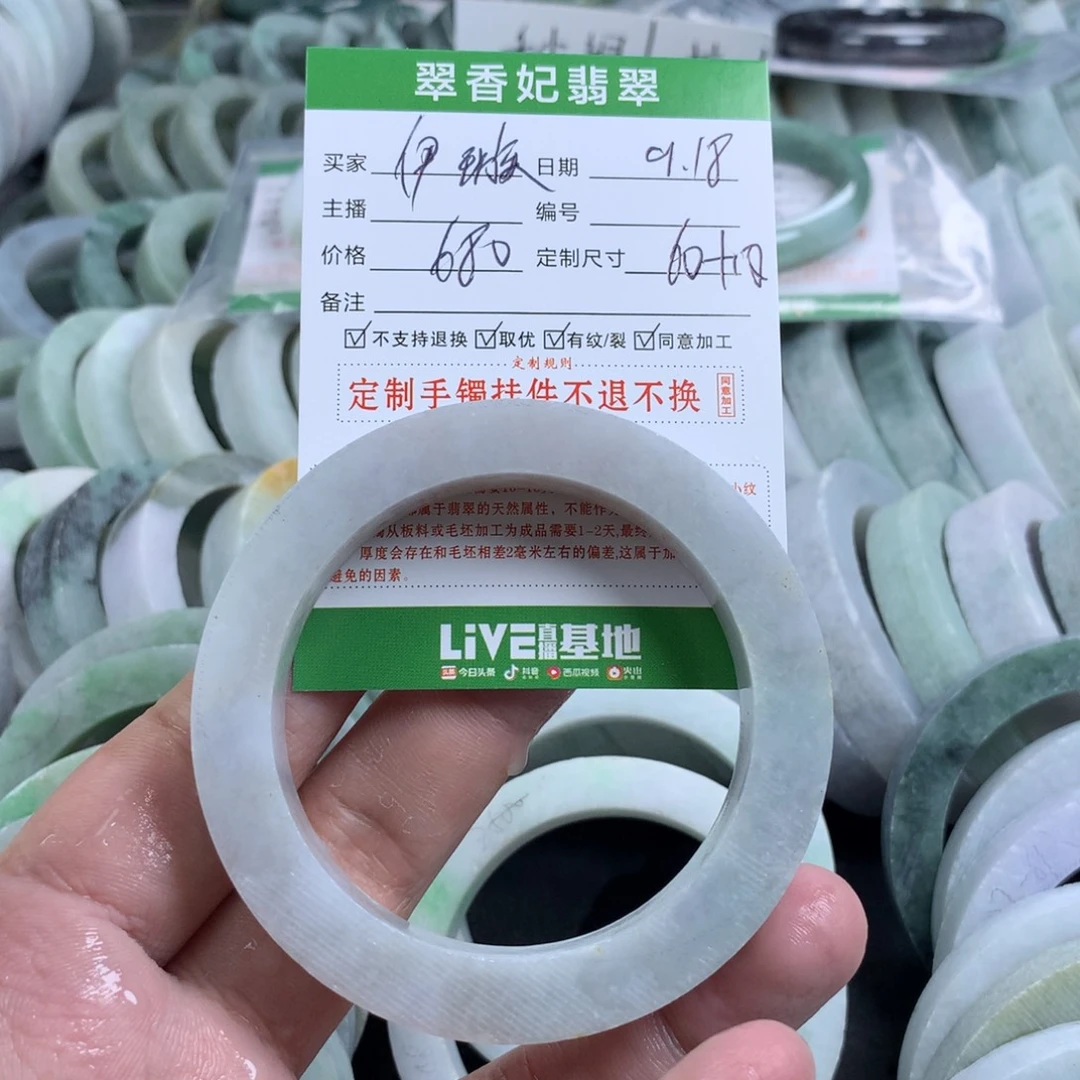 翠香妃翡翠
买家 伊 日期 9.18
主播 编号
价格 680 定制尺寸
备注
☑不支持退换 ☑取优 ☑有纹/裂 ☑同意加工
定制规则
定制手镯挂件不退不换 同意加工
小纹
属于翡翠的天然属性，不能作
从板料或毛坯加工为成品需要1-2天,最终
厚度会存在和毛坯相差2毫米左右的偏差,这属于加
避免的因素。
LiVE直播基地
头条 今日头条 抖音 西瓜视频 火山